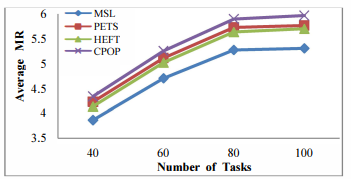 6
5.5
5
4.5
4
3.5
Average MR
MSL
PETS
HEFT
CPOP
40 60 80 100
Number of Tasks